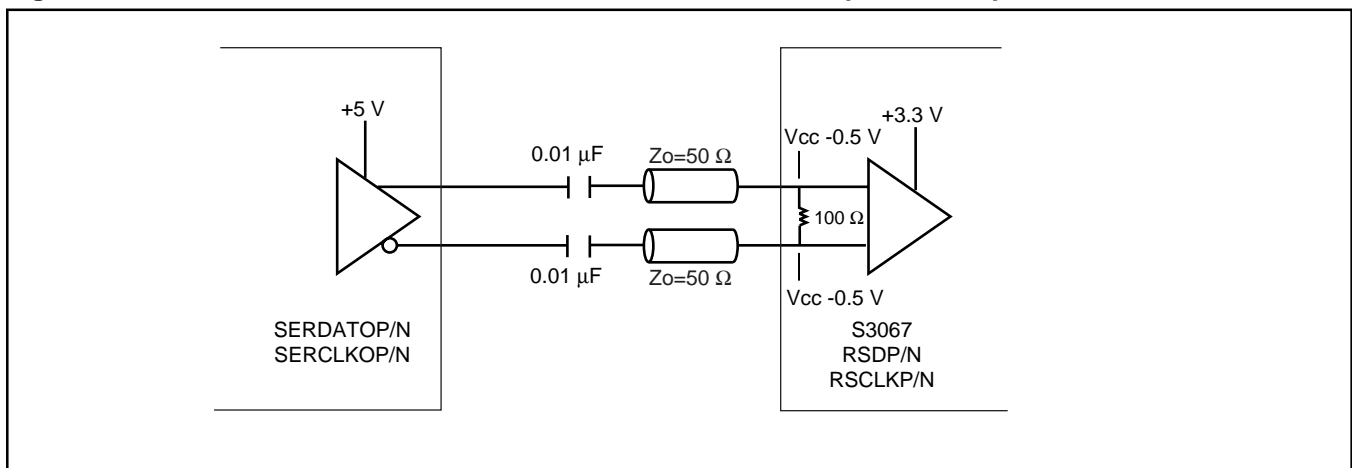 +5 V
+3.3 V
Vcc -0.5 V
0.01 μF
Zo=50 Ω
100 Ω
0.01 μF
Zo=50 Ω
Vcc -0.5 V
SERDATOP/N
SERCLKOP/N
S3067
RSDP/N
RSCLKP/N